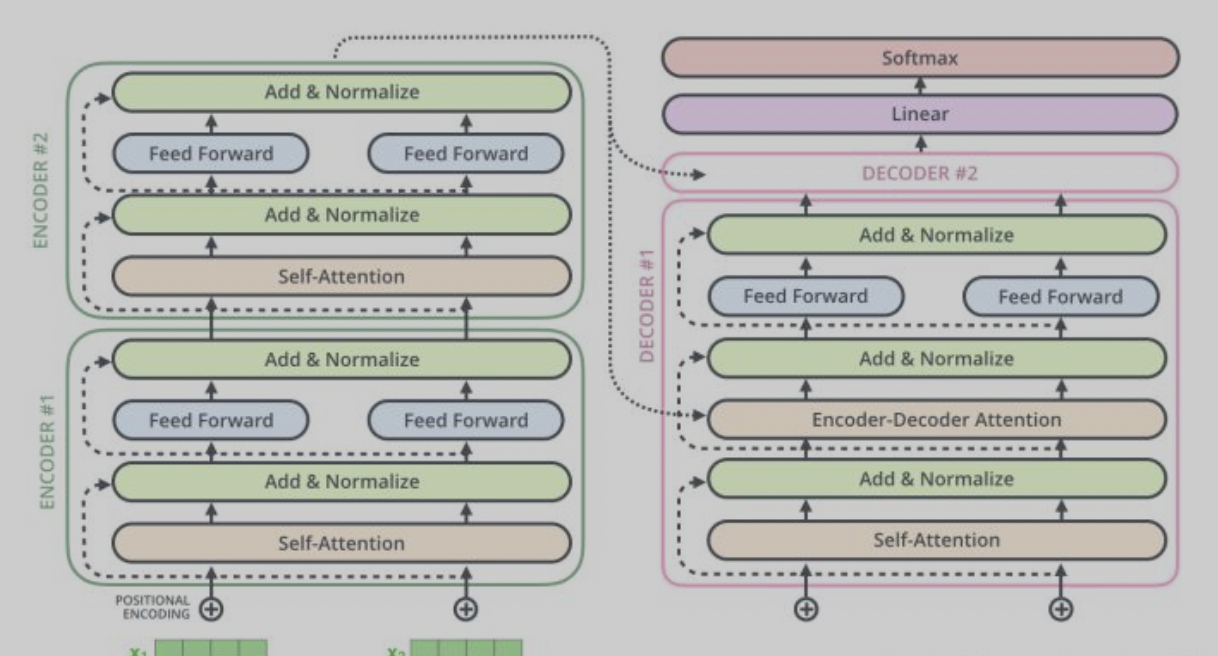 ENCODER #2
Add & Normalize
Feed Forward Feed Forward
Add & Normalize
Self-Attention
ENCODER #1
Add & Normalize
Feed Forward Feed Forward
Add & Normalize
Self-Attention
POSITIONAL
ENCODING
X1 X2
Softmax
Linear
DECODER #2
DECODER #1
Add & Normalize
Feed Forward Feed Forward
Add & Normalize
Encoder-Decoder Attention
Add & Normalize
Self-Attention